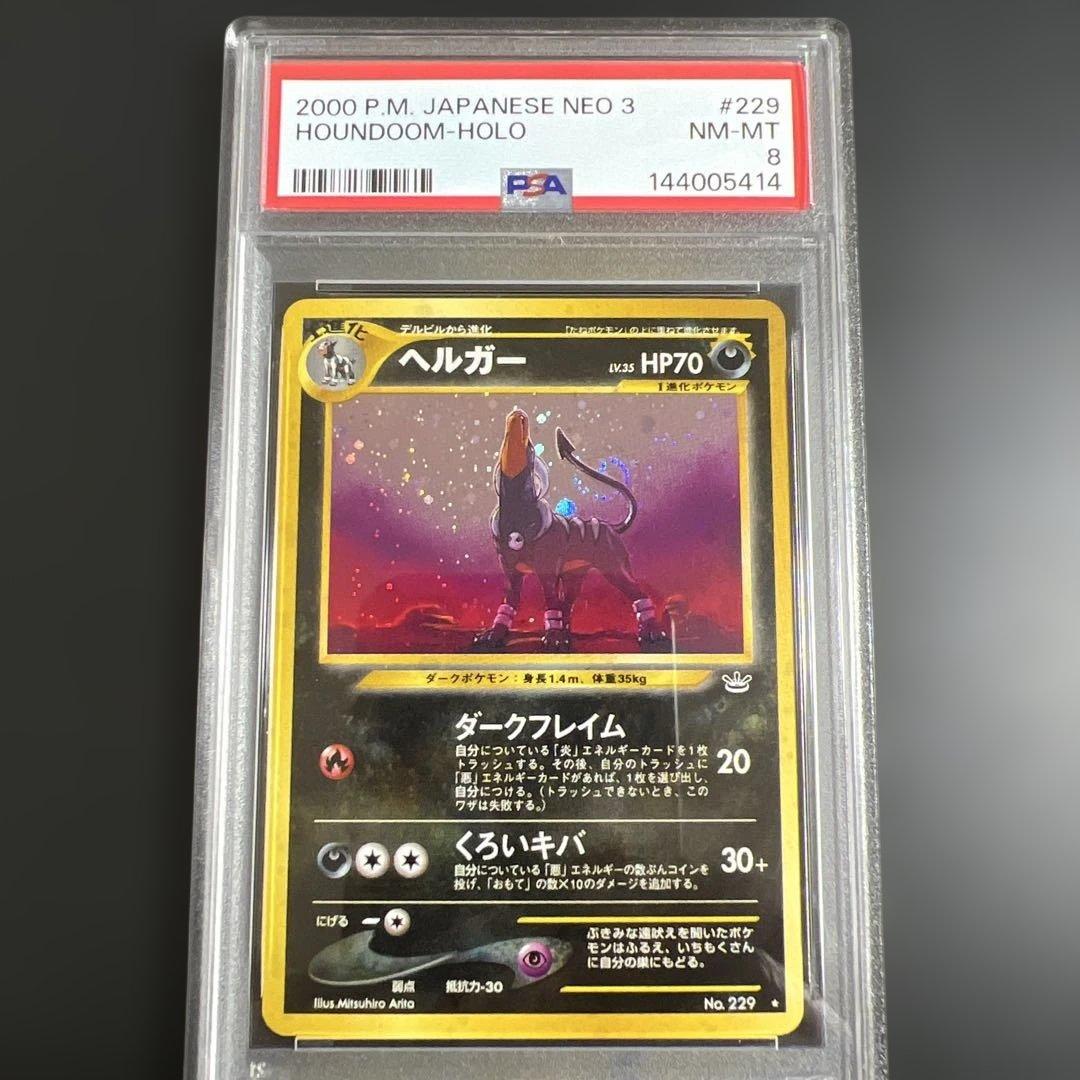 2000 P.M. JAPANESE NEO 3 #229
HOUNDOOM-HOLO NM-MT
8
PSA 144005414
デルビルから進化 「たねポケモン」の上に重ねて進化させます。
ヘルガー LV.35 HP70
1進化ポケモン
ダークポケモン:身長1.4m、体重35kg
ダークフレイム
自分についている「炎」エネルギーカードを1枚
トラッシュする。その後、自分のトラッシュに
「悪」エネルギーカードがあれば、1枚を選び出し、
自分につける。(トラッシュできないとき、この
ワザは失敗する。)
20
くろいキバ
自分についている「悪」エネルギーの数ぶんコインを
投げ、「おもて」の数×10のダメージを追加する。
30+
にげる
ぶきみな遠吠えを聞いたポケ
モンはふるえ、いちもくさん
に自分の巣にもどる。
弱点 抵抗力-30
Illus.Mitsuhiro Arita No. 229 ★